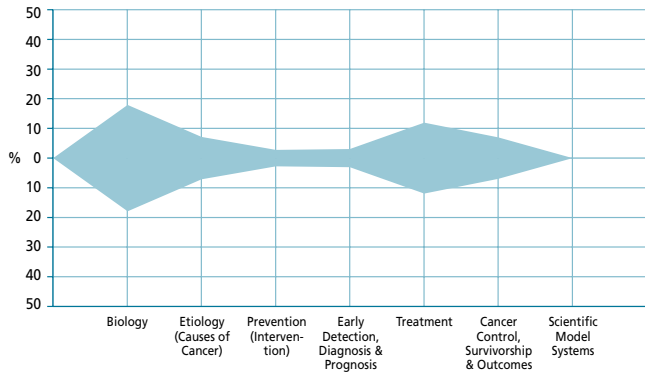 50
40
30
20
10
% 0
10
20
30
40
50
Biology
Etiology
(Causes of
Cancer)
Prevention
(Interven-
tion)
Early
Detection,
Diagnosis &
Prognosis
Treatment
Cancer
Control,
Survivorship
& Outcomes
Scientific
Model
Systems